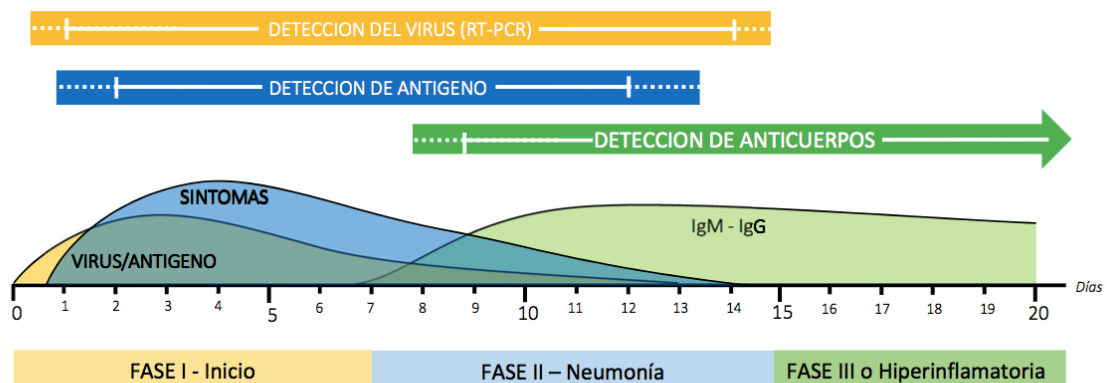 DETECCION DEL VIRUS (RT-PCR)
DETECCION DE ANTIGENO
DETECCION DE ANTICUERPOS
SINTOMAS
VIRUS/ANTIGENO
IgM - IgG
0 1 2 3 4 5 6 7 8 9 10 11 12 13 14 15 16 17 18 19 20 Días
FASE I - Inicio
FASE II – Neumonía
FASE III o Hiperinflamatoria